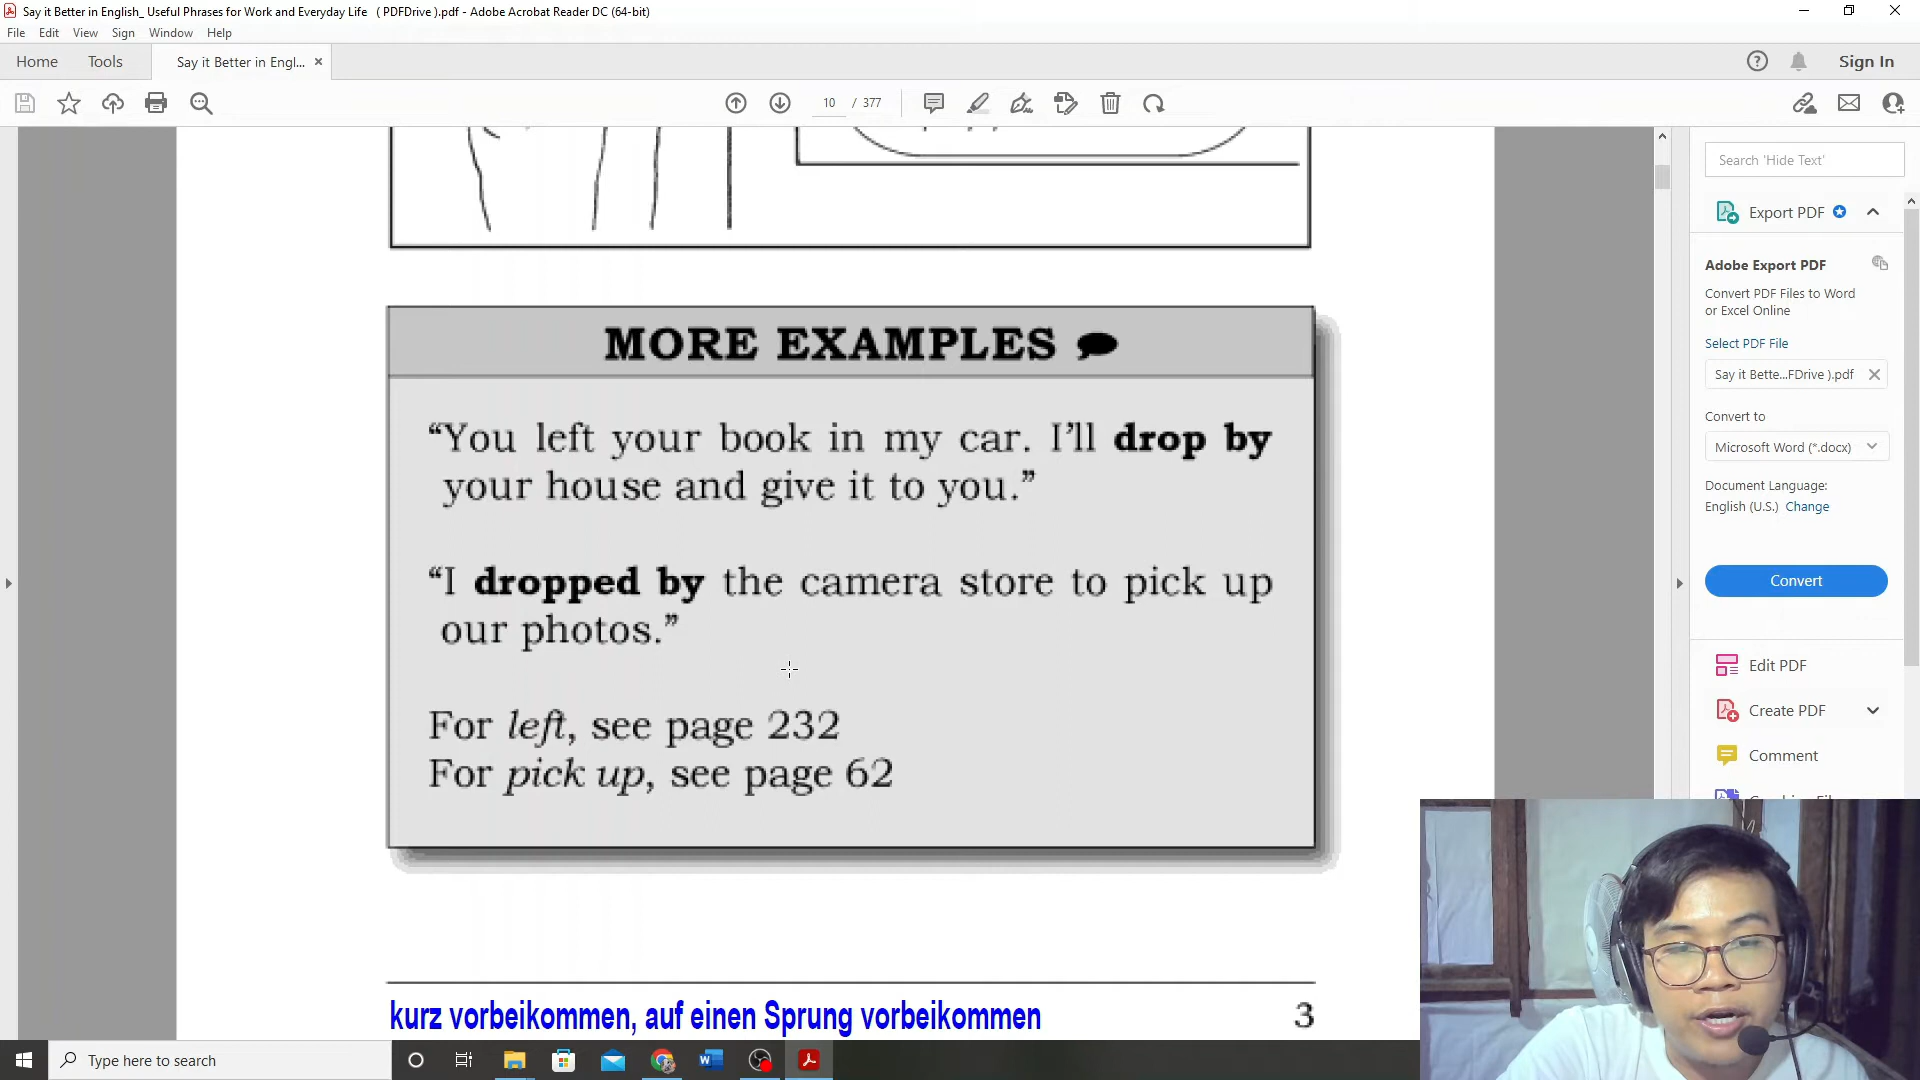 Say it Better in English_ Useful Phrases for Work and Everyday Life ( PDFDrive ).pdf - Adobe Acrobat Reader DC (64-bit)
File Edit View Sign Window Help
Home Tools Say it Better in Engl... Sign In
10 / 377
Search 'Hide Text'
Export PDF
Adobe Export PDF
Convert PDF Files to Word
or Excel Online
Select PDF File
Say it Bette...FDrive ).pdf
Convert to
Microsoft Word (*.docx)
Document Language:
English (U.S.) Change
Convert
Edit PDF
Create PDF
Comment
MORE EXAMPLES
“You left your book in my car. I’ll drop by
your house and give it to you.”
“I dropped by the camera store to pick up
our photos.”
For left, see page 232
For pick up, see page 62
kurz vorbeikommen, auf einen Sprung vorbeikommen 3
Type here to search